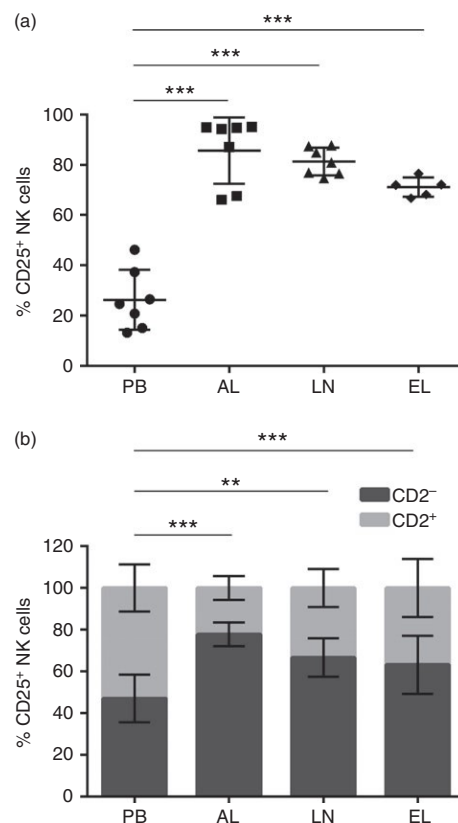 (a)
***
***
***
100
80
60
40
20
0
% CD25⁺ NK cells
PB AL LN EL
(b)
***
**
***
CD2⁻
CD2⁺
120
100
80
60
40
20
0
% CD25⁺ NK cells
PB AL LN EL